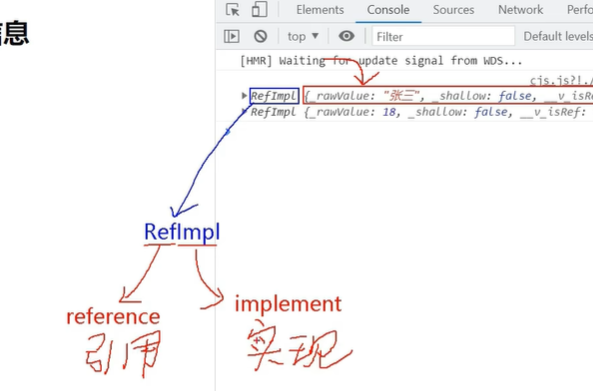 信息
Elements Console Sources Network Perfo
top ▼ Filter Default levels
[HMR] Waiting for update signal from WDS...
cjs.js?!./
RefImpl {_rawValue: "张三", _shallow: false, __v_isRe
RefImpl {_rawValue: 18, _shallow: false, __v_isRef:
RefImpl
reference implement
引用 实现